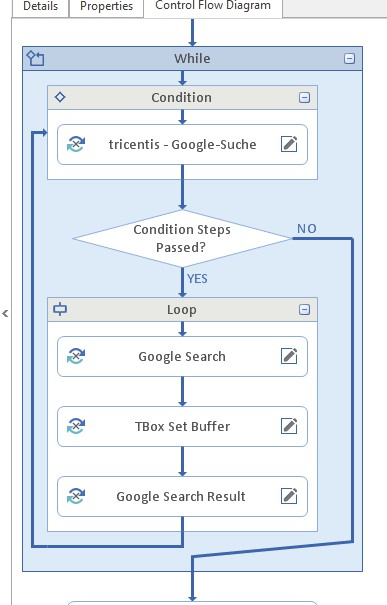 Details Properties Control Flow Diagram
While
Condition
tricentis - Google-Suche
Condition Steps
Passed?
NO
YES
Loop
Google Search
TBox Set Buffer
Google Search Result